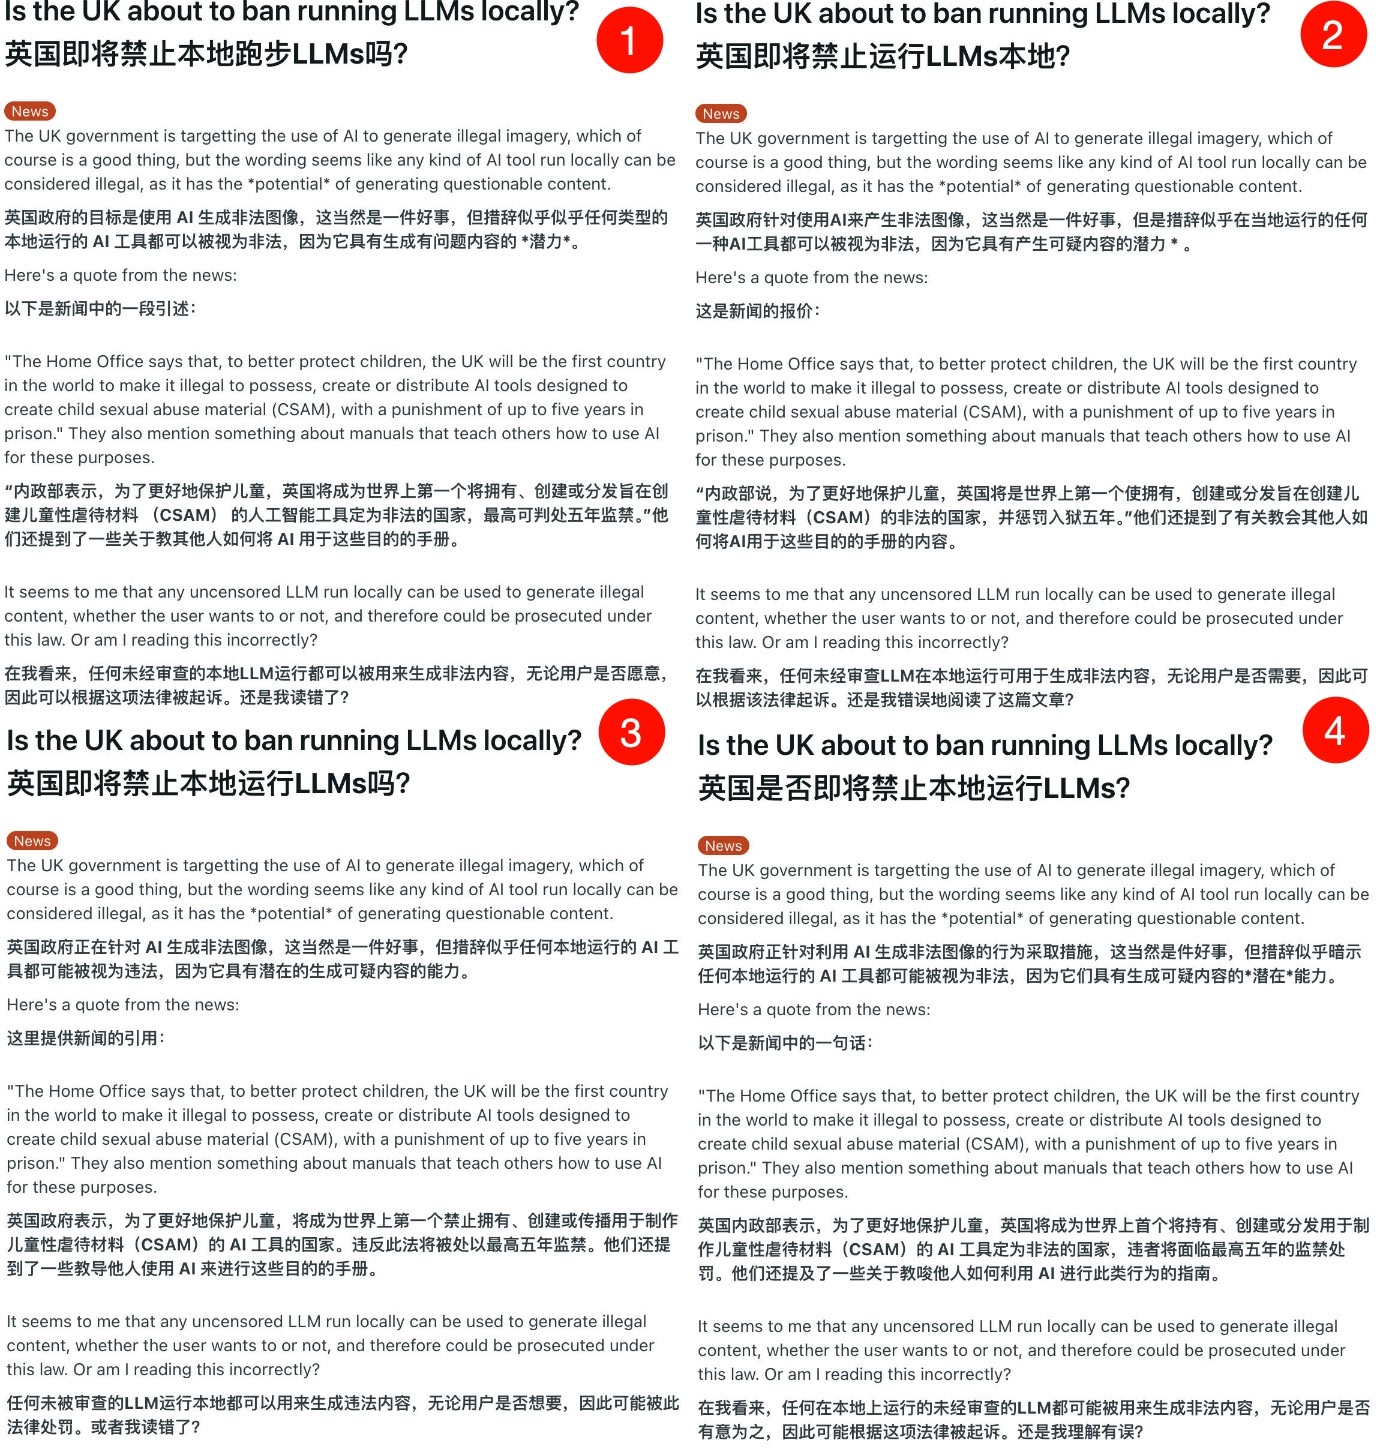 Is the UK about to ban running LLMs locally?
1
英国即将禁止本地跑步LLMs吗?
News
The UK government is targetting the use of AI to generate illegal imagery, which of
course is a good thing, but the wording seems like any kind of AI tool run locally can be
considered illegal, as it has the *potential* of generating questionable content.
英国政府的目标是使用 AI 生成非法图像，这当然是一件好事，但措辞似乎似乎任何类型的
本地运行的 AI 工具都可以被视为非法，因为它具有生成有问题内容的 *潜力*。
Here's a quote from the news:
以下是新闻中的一段引述：
"The Home Office says that, to better protect children, the UK will be the first country
in the world to make it illegal to possess, create or distribute AI tools designed to
create child sexual abuse material (CSAM), with a punishment of up to five years in
prison." They also mention something about manuals that teach others how to use AI
for these purposes.
“内政部表示，为了更好地保护儿童，英国将成为世界上第一个将拥有、创建或分发旨在创
建儿童性虐待材料 （CSAM） 的人工智能工具定为非法的国家，最高可判处五年监禁。”他
们还提到了一些关于教其他人如何将 AI 用于这些目的的手册。
It seems to me that any uncensored LLM run locally can be used to generate illegal
content, whether the user wants to or not, and therefore could be prosecuted under
this law. Or am I reading this incorrectly?
在我看来，任何未经审查的本地LLM运行都可以被用来生成非法内容，无论用户是否愿意，
因此可以根据这项法律被起诉。还是我读错了?
Is the UK about to ban running LLMs locally?
2
英国即将禁止运行LLMs本地?
News
The UK government is targetting the use of AI to generate illegal imagery, which of
course is a good thing, but the wording seems like any kind of AI tool run locally can be
considered illegal, as it has the *potential* of generating questionable content.
英国政府针对使用AI来产生非法图像，这当然是一件好事，但是措辞似乎在当地运行的任何
一种AI工具都可以被视为非法，因为它具有产生可疑内容的潜力 * 。
Here's a quote from the news:
这是新闻的报价：
"The Home Office says that, to better protect children, the UK will be the first country
in the world to make it illegal to possess, create or distribute AI tools designed to
create child sexual abuse material (CSAM), with a punishment of up to five years in
prison." They also mention something about manuals that teach others how to use AI
for these purposes.
“内政部说，为了更好地保护儿童，英国将是世界上第一个使拥有，创建或分发旨在创建儿
童性虐待材料（CSAM）的非法的国家，并惩罚入狱五年。”他们还提到了有关教会其他人如
何将AI用于这些目的的手册的内容。
It seems to me that any uncensored LLM run locally can be used to generate illegal
content, whether the user wants to or not, and therefore could be prosecuted under
this law. Or am I reading this incorrectly?
在我看来，任何未经审查LLM在本地运行可用于生成非法内容，无论用户是否需要，因此可
以根据该法律起诉。还是我错误地阅读了这篇文章?
Is the UK about to ban running LLMs locally?
3
英国即将禁止本地运行LLMs吗?
News
The UK government is targetting the use of AI to generate illegal imagery, which of
course is a good thing, but the wording seems like any kind of AI tool run locally can be
considered illegal, as it has the *potential* of generating questionable content.
英国政府正在针对 AI 生成非法图像，这当然是一件好事，但措辞似乎任何本地运行的 AI 工
具都可能被视为违法，因为它具有潜在的生成可疑内容的能力。
Here's a quote from the news:
这里提供新闻的引用：
"The Home Office says that, to better protect children, the UK will be the first country
in the world to make it illegal to possess, create or distribute AI tools designed to
create child sexual abuse material (CSAM), with a punishment of up to five years in
prison." They also mention something about manuals that teach others how to use AI
for these purposes.
英国政府表示，为了更好地保护儿童，将成为世界上第一个禁止拥有、创建或传播用于制作
儿童性虐待材料（CSAM）的 AI 工具的国家。违反此法将被处以最高五年监禁。他们还提
到了一些教导他人使用 AI 来进行这些目的的手册。
It seems to me that any uncensored LLM run locally can be used to generate illegal
content, whether the user wants to or not, and therefore could be prosecuted under
this law. Or am I reading this incorrectly?
任何未被审查的LLM运行本地都可以用来生成违法内容，无论用户是否想要，因此可能被此
法律处罚。或者我读错了?
Is the UK about to ban running LLMs locally?
4
英国是否即将禁止本地运行LLMs?
News
The UK government is targetting the use of AI to generate illegal imagery, which of
course is a good thing, but the wording seems like any kind of AI tool run locally can be
considered illegal, as it has the *potential* of generating questionable content.
英国政府正针对利用 AI 生成非法图像的行为采取措施，这当然是件好事，但措辞似乎暗示
任何本地运行的 AI 工具都可能被视为非法，因为它们具有生成可疑内容的*潜在*能力。
Here's a quote from the news:
以下是新闻中的一句话：
"The Home Office says that, to better protect children, the UK will be the first country
in the world to make it illegal to possess, create or distribute AI tools designed to
create child sexual abuse material (CSAM), with a punishment of up to five years in
prison." They also mention something about manuals that teach others how to use AI
for these purposes.
英国内政部表示，为了更好地保护儿童，英国将成为世界上首个将持有、创建或分发用于制
作儿童性虐待材料（CSAM）的 AI 工具定为非法的国家，违者将面临最高五年的监禁处
罚。他们还提及了一些关于教唆他人如何利用 AI 进行此类行为的指南。
It seems to me that any uncensored LLM run locally can be used to generate illegal
content, whether the user wants to or not, and therefore could be prosecuted under
this law. Or am I reading this incorrectly?
在我看来，任何在本地上运行的未经审查的LLM都可能被用来生成非法内容，无论用户是否
有意为之，因此可能根据这项法律被起诉。还是我理解有误?